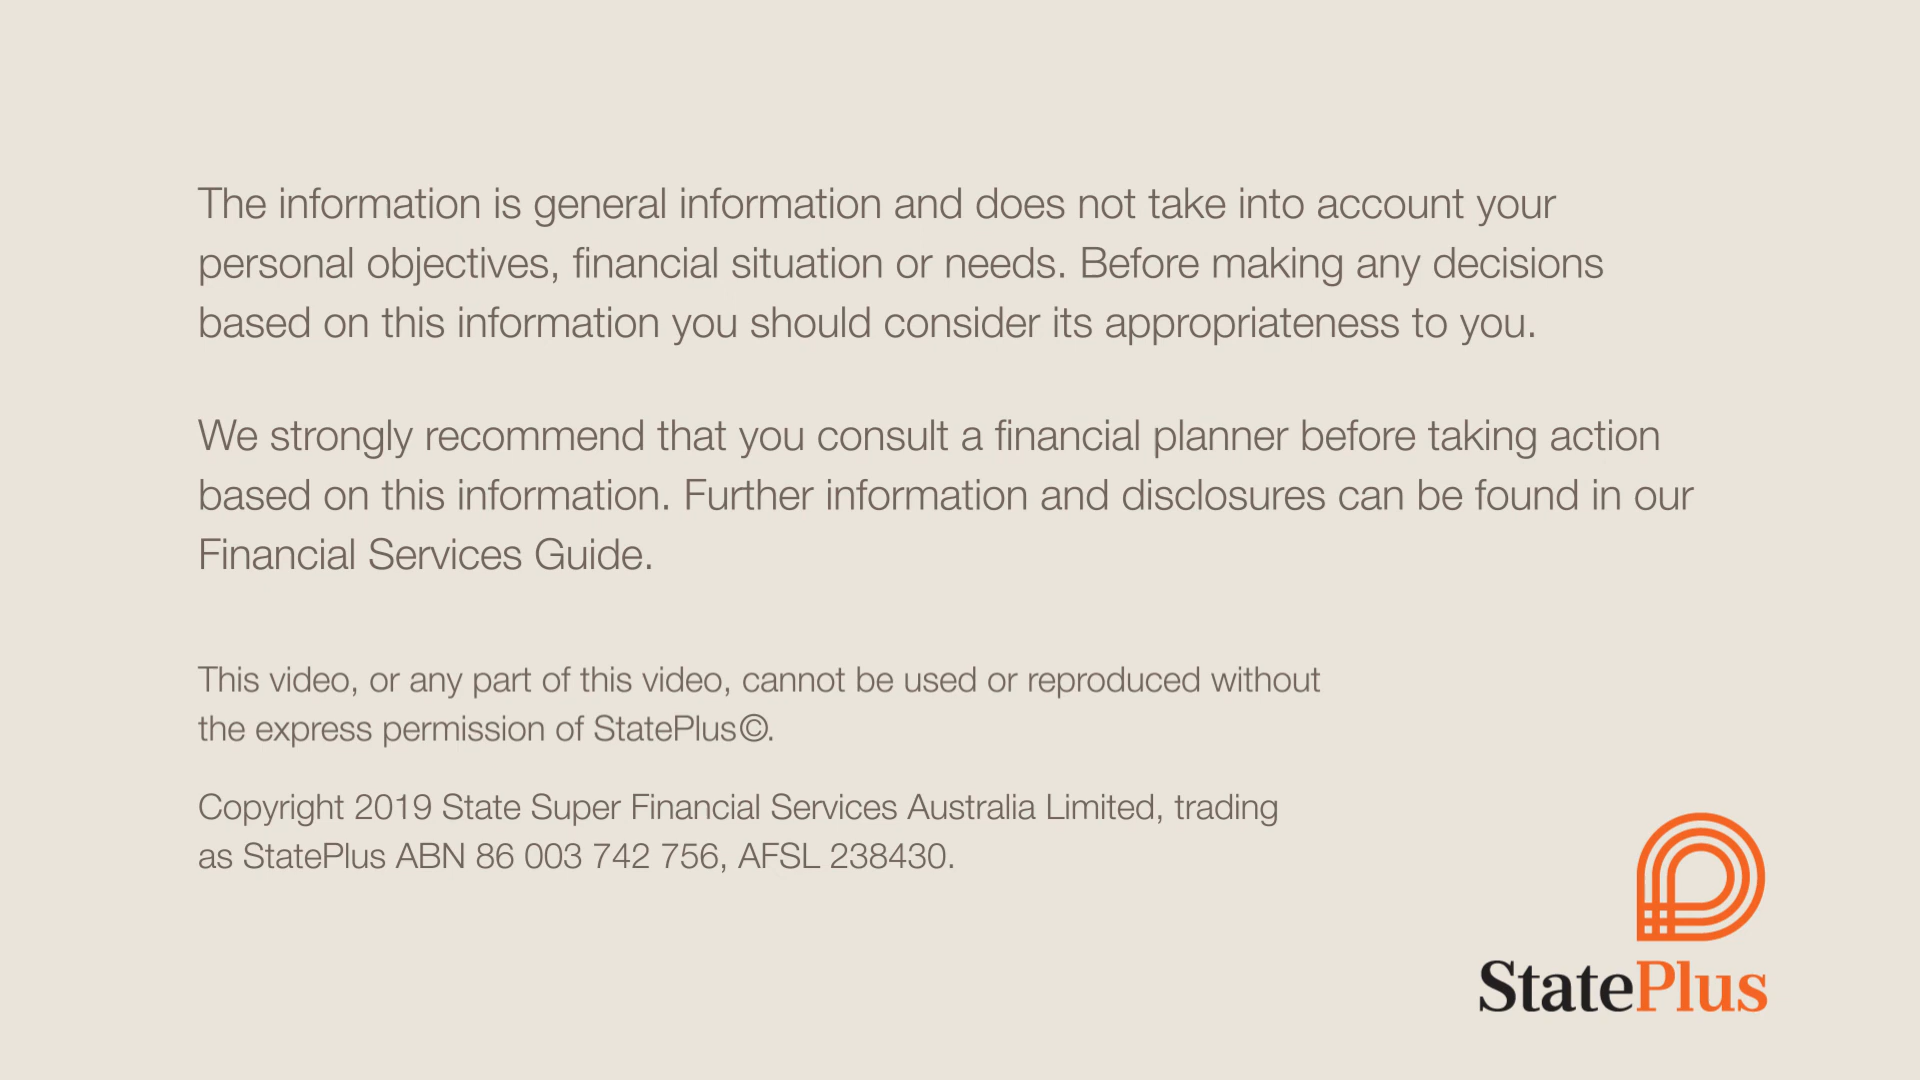 The information is general information and does not take into account your
personal objectives, financial situation or needs. Before making any decisions
based on this information you should consider its appropriateness to you.
We strongly recommend that you consult a financial planner before taking action
based on this information. Further information and disclosures can be found in our
Financial Services Guide.
This video, or any part of this video, cannot be used or reproduced without
the express permission of StatePlus©.
Copyright 2019 State Super Financial Services Australia Limited, trading
as StatePlus ABN 86 003 742 756, AFSL 238430.
StatePlus